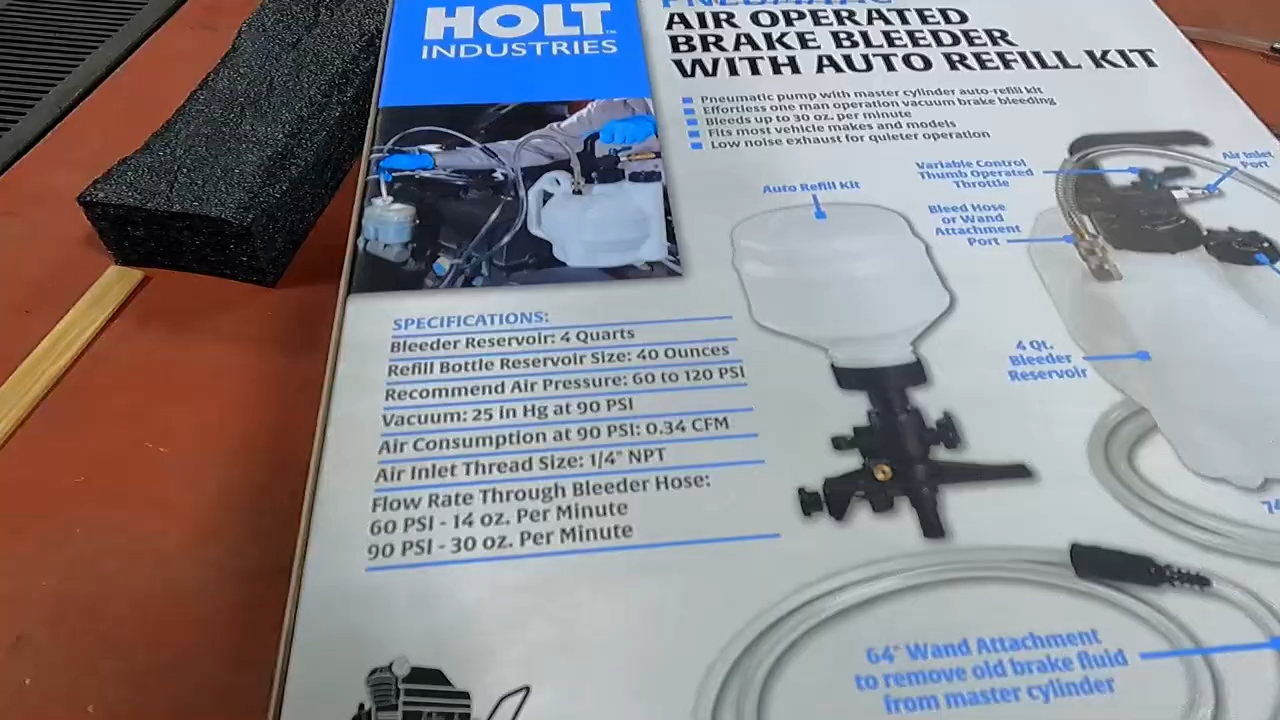 HOLT
INDUSTRIES
PNEUMATIC
AIR OPERATED
BRAKE BLEEDER
WITH AUTO REFILL KIT
Pneumatic pump with master cylinder auto-refill kit
Effortless one man operation vacuum brake bleeding
Bleeds up to 30 oz. per minute
Fits most vehicle makes and models
Low noise exhaust for quieter operation
Auto Refill Kit
Variable Control
Thumb Operated
Throttle
Air Inlet
Port
Bleed Hose
or Wand
Attachment
Port
4 Qt.
Bleeder
Reservoir
SPECIFICATIONS:
Bleeder Reservoir: 4 Quarts
Refill Bottle Reservoir Size: 40 Ounces
Recommend Air Pressure: 60 to 120 PSI
Vacuum: 25 in Hg at 90 PSI
Air Consumption at 90 PSI: 0.34 CFM
Air Inlet Thread Size: 1/4" NPT
Flow Rate Through Bleeder Hose:
60 PSI - 14 oz. Per Minute
90 PSI - 30 oz. Per Minute
64" Wand Attachment
to remove old brake fluid
from master cylinder